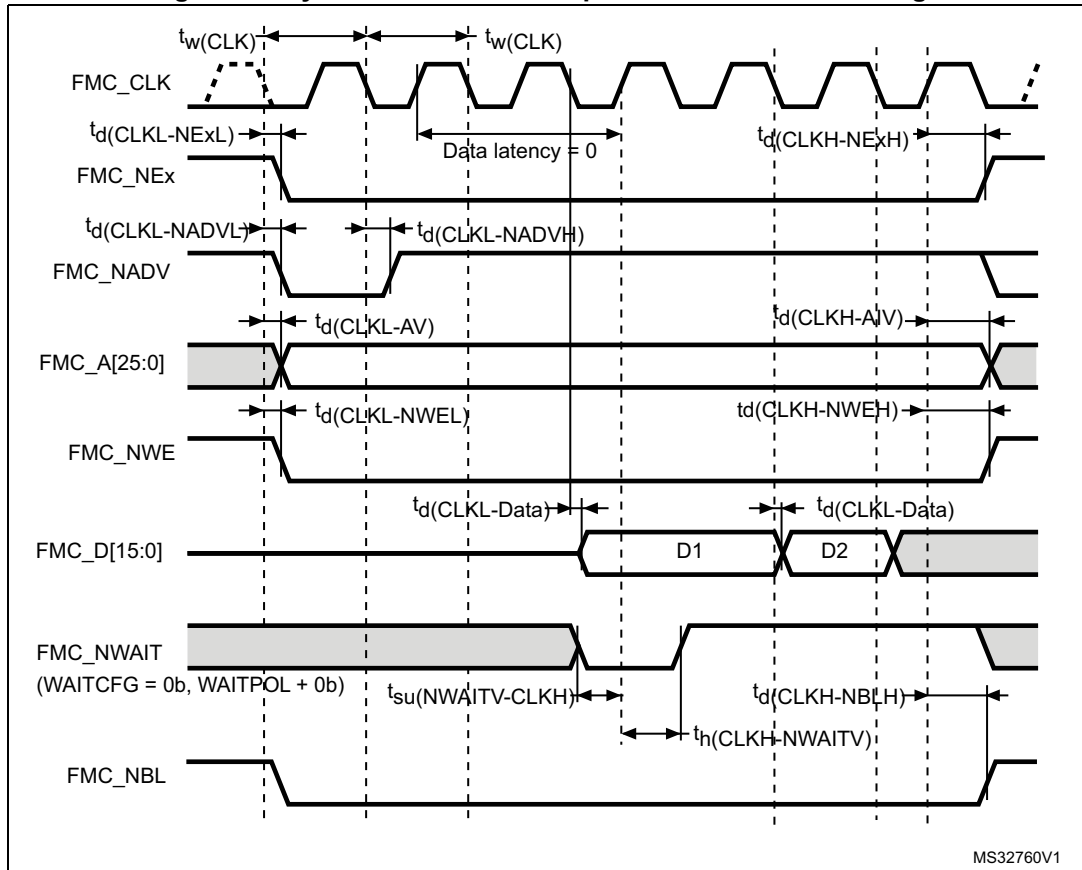 tw(CLK) tw(CLK)
FMC_CLK
td(CLKL-NExL) td(CLKH-NExH)
Data latency = 0
FMC_NEx
td(CLKL-NADVL) td(CLKL-NADVH)
FMC_NADV
td(CLKL-AV) td(CLKH-AIV)
FMC_A[25:0]
td(CLKL-NWEL) td(CLKH-NWEH)
FMC_NWE
td(CLKL-Data) td(CLKL-Data)
FMC_D[15:0] D1 D2
FMC_NWAIT
(WAITCFG = 0b, WAITPOL + 0b)
tsu(NWAITV-CLKH) td(CLKH-NBLH)
th(CLKH-NWAITV)
FMC_NBL
MS32760V1